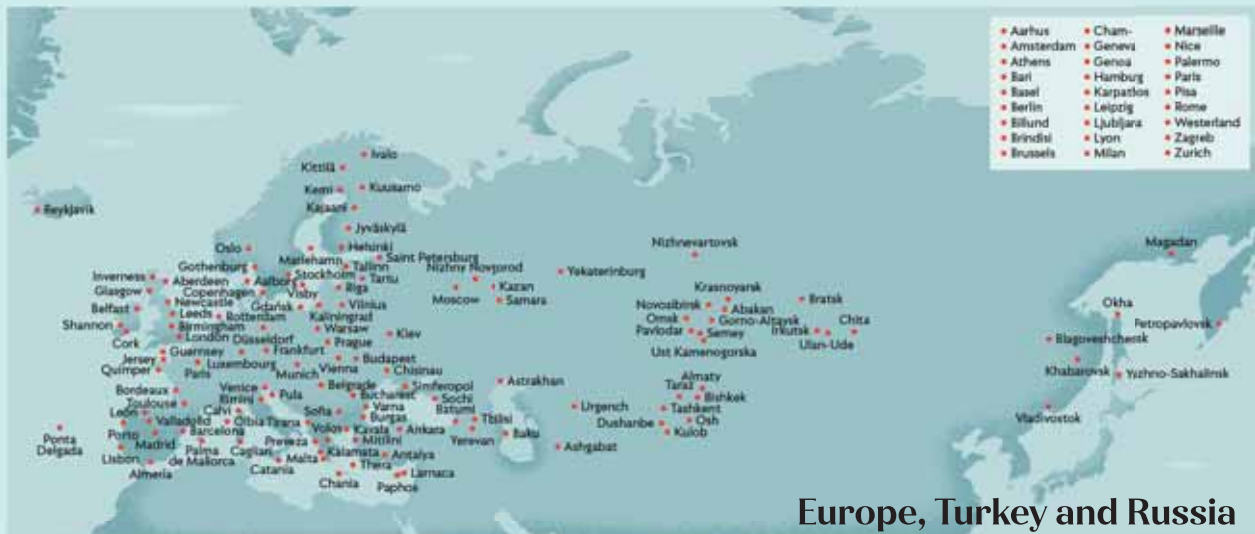 Aarhus
Amsterdam
Athens
Bari
Basel
Berlin
Billund
Brindisi
Brussels
Cham-
Geneva
Genoa
Hamburg
Karpatlos
Leipzig
Ljubljara
Lyon
Milan
Marseille
Nice
Palermo
Paris
Pisa
Rome
Westerland
Zagreb
Zurich
Ivalo
Kittilä
Kemi
Kuusamo
Kajaani
Reykjavik
Jyväskylä
Oslo
Helsinki
Mariehamn
Saint Petersburg
Gothenburg
Tallinn
Stockholm
Nizhny Novgorod
Inverness
Aberdeen
Aalborg
Tartu
Glasgow
Copenhagen
Visby
Riga
Moscow
Kazan
Samara
Yekaterinburg
Belfast
Newcastle
Gdańsk
Vilnius
Leeds
Rotterdam
Kaliningrad
Shannon
Birmingham
Warsaw
Cork
London
Düsseldorf
Prague
Kiev
Guernsey
Frankfurt
Jersey
Luxembourg
Budapest
Quimper
Paris
Munich
Vienna
Chisinau
Bordeaux
Venice
Belgrade
Simferopol
Toulouse
Rimini
Pula
Bucharest
Sochi
Astrakhan
León
Calvi
Sofia
Varna
Batumi
Valladolid
Olbia
Tirana
Burgas
Tbilisi
Porto
Barcelona
Volos
Kavala
Ankara
Madrid
Preveza
Mitilini
Yerevan
Baku
Ponta
Delgada
Lisbon
Palma
de Mallorca
Cagliari
Malta
Kalamata
Antalya
Almeria
Catania
Thera
Larnaca
Chania
Paphos
Nizhnevartovsk
Krasnoyarsk
Novosibirsk
Abakan
Bratsk
Omsk
Gorno-Altaysk
Chita
Pavlodar
Semey
Irkutsk
Ust Kamenogorska
Ulan-Ude
Almaty
Taraz
Bishkek
Urgench
Tashkent
Dushanbe
Osh
Kulob
Ashgabat
Magadan
Okha
Petropavlovsk
Blagoveshchensk
Khabarovsk
Yuzhno-Sakhalinsk
Vladivostok
Europe, Turkey and Russia